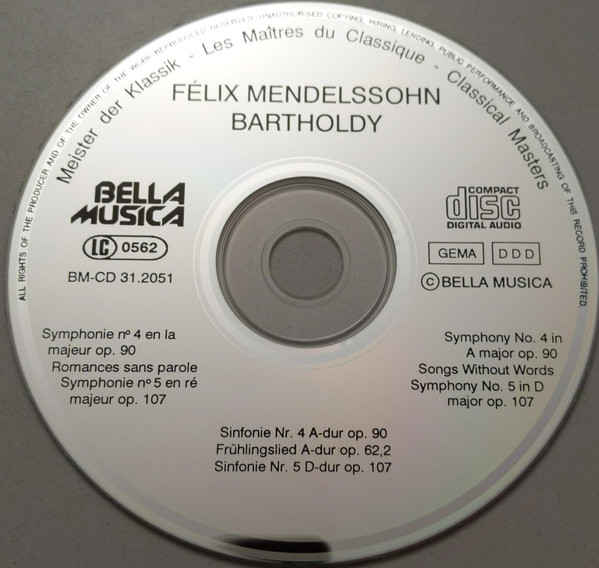 ALL RIGHTS OF THE PRODUCER AND OF THE OWNER OF THE WORK REPRODUCED RESERVED. UNAUTHORISED COPYING, HIRING, LENDING, PUBLIC PERFORMANCE AND BROADCASTING OF THIS RECORD PROHIBITED.
Meister der Klassik - Les Maîtres du Classique - Classical Masters
FÉLIX MENDELSSOHN
BARTHOLDY
BELLA
MUSICA
LC 0562
BM-CD 31.2051
COMPACT
disc
DIGITAL AUDIO
GEMA DDD
© BELLA MUSICA
Symphonie nº 4 en la
majeur op. 90
Romances sans parole
Symphonie nº 5 en ré
majeur op. 107
Symphony No. 4 in
A major op. 90
Songs Without Words
Symphony No. 5 in D
major op. 107
Sinfonie Nr. 4 A-dur op. 90
Frühlingslied A-dur op. 62,2
Sinfonie Nr. 5 D-dur op. 107